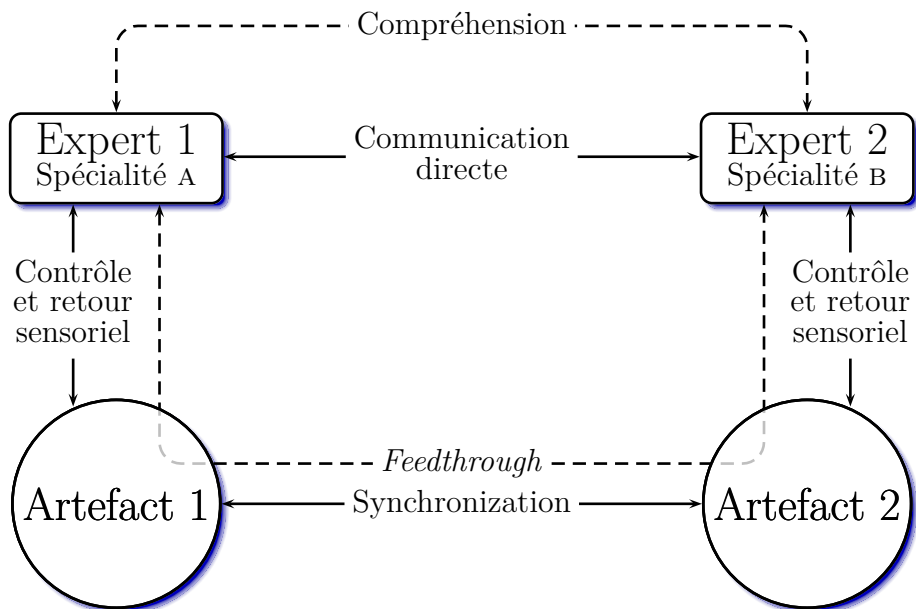 Compréhension
Expert 1
Spécialité A
Communication
directe
Expert 2
Spécialité B
Contrôle
et retour
sensoriel
Contrôle
et retour
sensoriel
Feedthrough
Artefact 1
Synchronization
Artefact 2